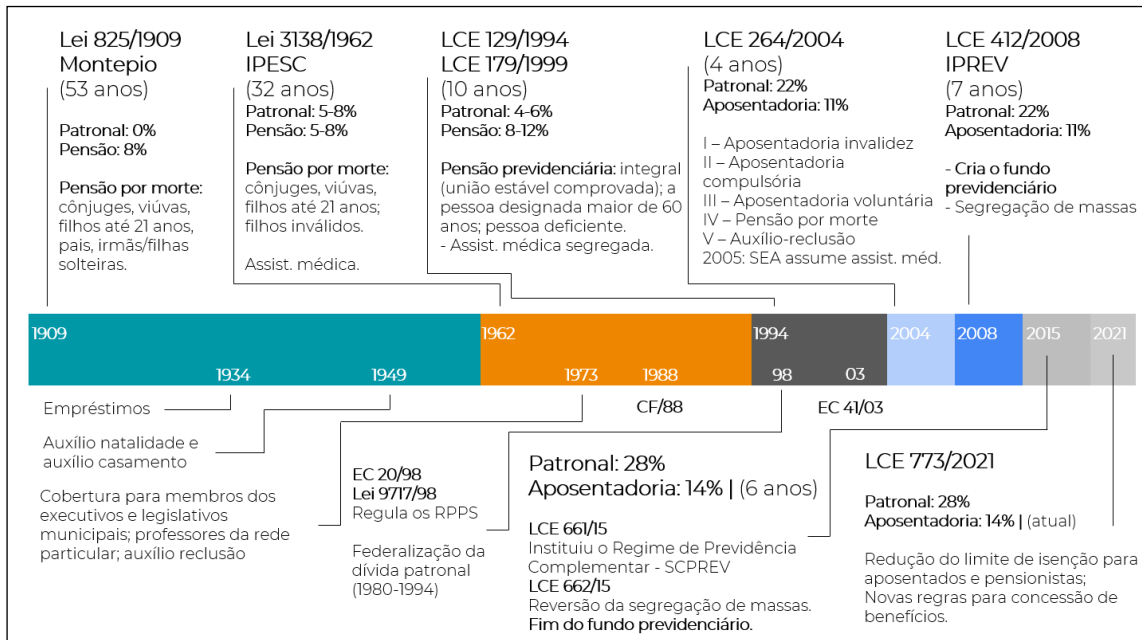 Lei 825/1909
Montepio
(53 anos)
Patronal: 0%
Pensão: 8%
Pensão por morte:
cônjuges, viúvas,
filhos até 21 anos,
pais, irmãs/filhas
solteiras.
Lei 3138/1962
IPESC
(32 anos)
Patronal: 5-8%
Pensão: 5-8%
Pensão por morte:
cônjuges, viúvas,
filhos até 21 anos;
filhos inválidos.
Assist. médica.
LCE 129/1994
LCE 179/1999
(10 anos)
Patronal: 4-6%
Pensão: 8-12%
Pensão previdenciária: integral
(união estável comprovada); a
pessoa designada maior de 60
anos; pessoa deficiente.
- Assist. médica segregada.
LCE 264/2004
(4 anos)
Patronal: 22%
Aposentadoria: 11%
I – Aposentadoria invalidez
II – Aposentadoria
compulsória
III – Aposentadoria voluntária
IV – Pensão por morte
V – Auxílio-reclusão
2005: SEA assume assist. méd.
LCE 412/2008
IPREV
(7 anos)
Patronal: 22%
Aposentadoria: 11%
- Cria o fundo
previdenciário
- Segregação de massas
1909
1962
1994
2004
2008
2015
2021
1934
1949
1973
1988
98
03
CF/88
EC 41/03
Empréstimos
Auxílio natalidade e
auxílio casamento
Cobertura para membros dos
executivos e legislativos
municipais; professores da rede
particular; auxílio reclusão
EC 20/98
Lei 9717/98
Regula os RPPS
Federalização da
dívida patronal
(1980-1994)
Patronal: 28%
Aposentadoria: 14% | (6 anos)
LCE 661/15
Instituiu o Regime de Previdência
Complementar - SCPREV
LCE 662/15
Reversão da segregação de massas.
Fim do fundo previdenciário.
LCE 773/2021
Patronal: 28%
Aposentadoria: 14% | (atual)
Redução do limite de isenção para
aposentados e pensionistas;
Novas regras para concessão de
benefícios.